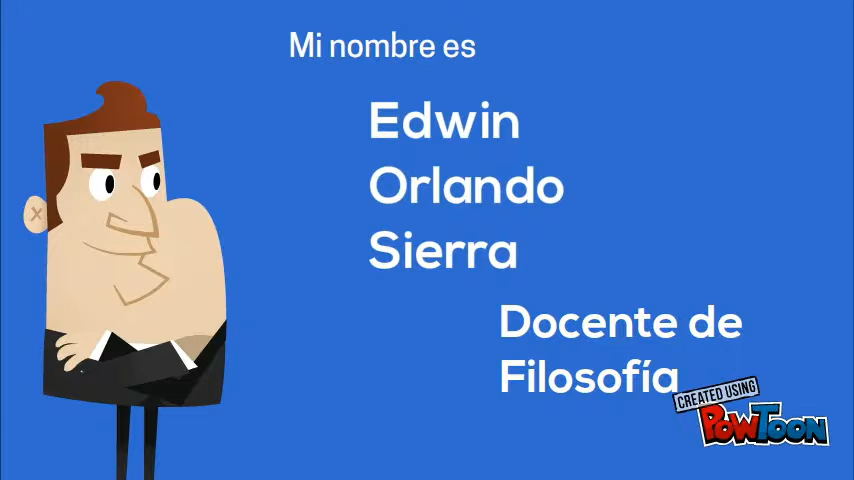 Mi nombre es
Edwin
Orlando
Sierra
Docente de
Filosofía
CREATED USING
POWTOON